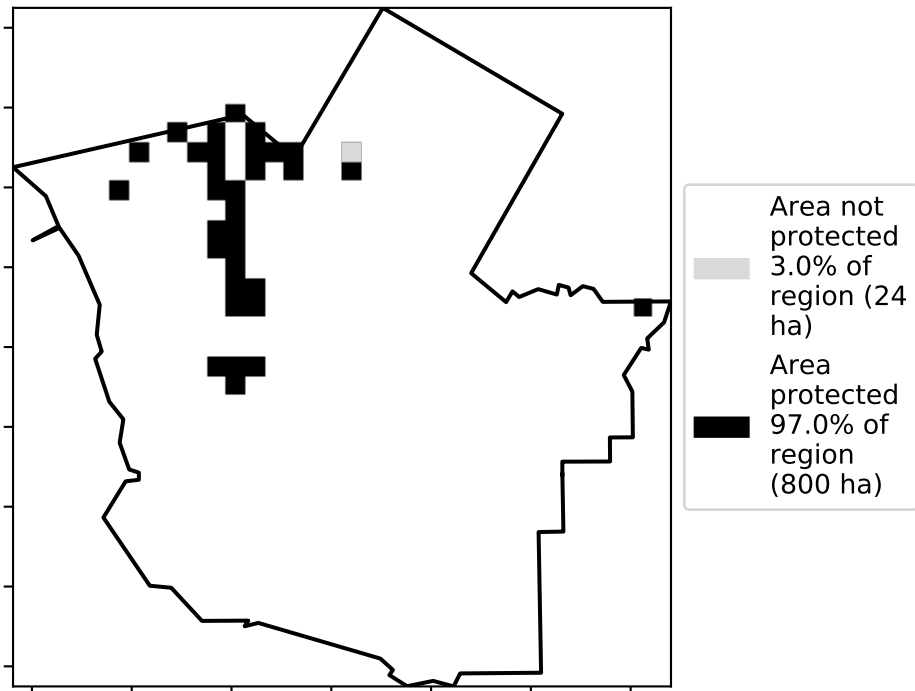 Area not
protected
3.0% of
region (24
ha)
Area
protected
97.0% of
region
(800 ha)